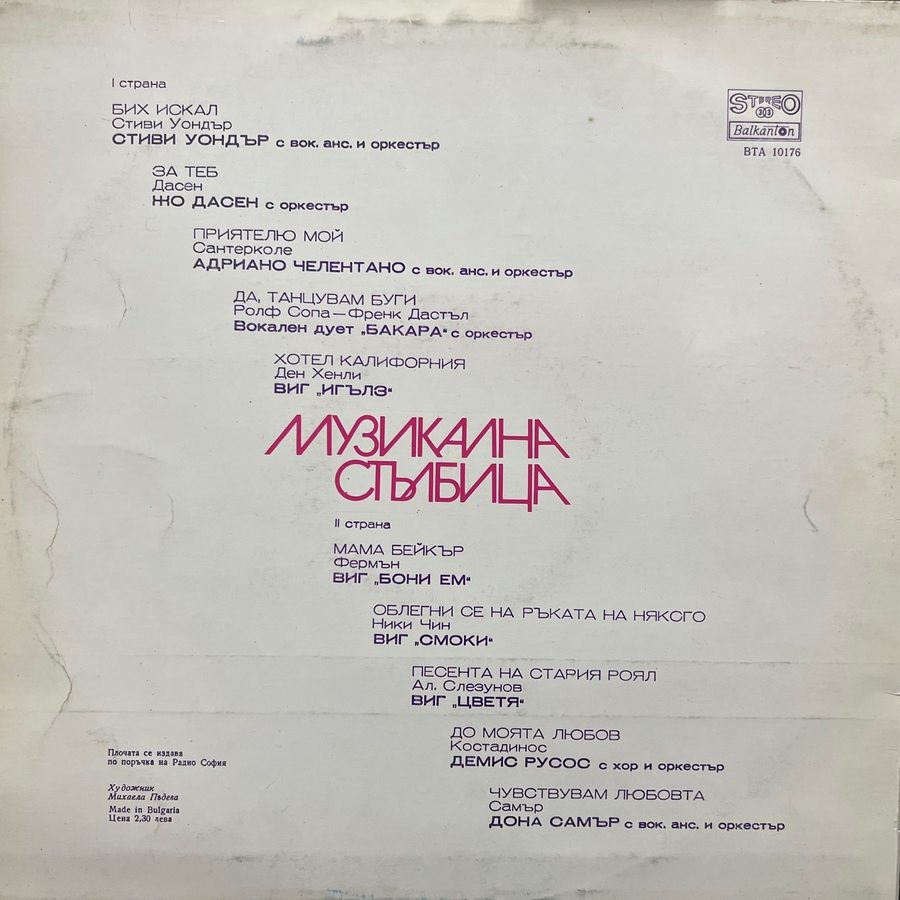 I страна
БИХ ИСКАЛ
Стиви Уондър
СТИВИ УОНДЪР с вок. анс. и оркестър
ЗА ТЕБ
Дасен
ЖО ДАСЕН с оркестър
ПРИЯТЕЛЮ МОЙ
Сантерколе
АДРИАНО ЧЕЛЕНТАНО с вок. анс. и оркестър
ДА, ТАНЦУВАМ БУГИ
Ролф Сопа—Френк Дастъл
Вокален дует „БАКАРА“ с оркестър
ХОТЕЛ КАЛИФОРНИЯ
Ден Хенли
ВИГ „ИГЪЛЗ“
STEREO
33
Balkanton
ВТА 10176
МУЗИКАЛНА
СТЪЛБИЦА
II страна
МАМА БЕЙКЪР
Фермън
ВИГ „БОНИ ЕМ“
ОБЛЕГНИ СЕ НА РЪКАТА НА НЯКОГО
Ники Чин
ВИГ „СМОКИ“
ПЕСЕНТА НА СТАРИЯ РОЯЛ
Ал. Слезунов
ВИГ „ЦВЕТЯ“
ДО МОЯТА ЛЮБОВ
Костадинос
ДЕМИС РУСОС с хор и оркестър
ЧУВСТВУВАМ ЛЮБОВТА
Самър
ДОНА САМЪР с вок. анс. и оркестър
Плочата се издава
по поръчка на Радио София
Художник
Михаела Пъдева
Made in Bulgaria
Цена 2,30 лева